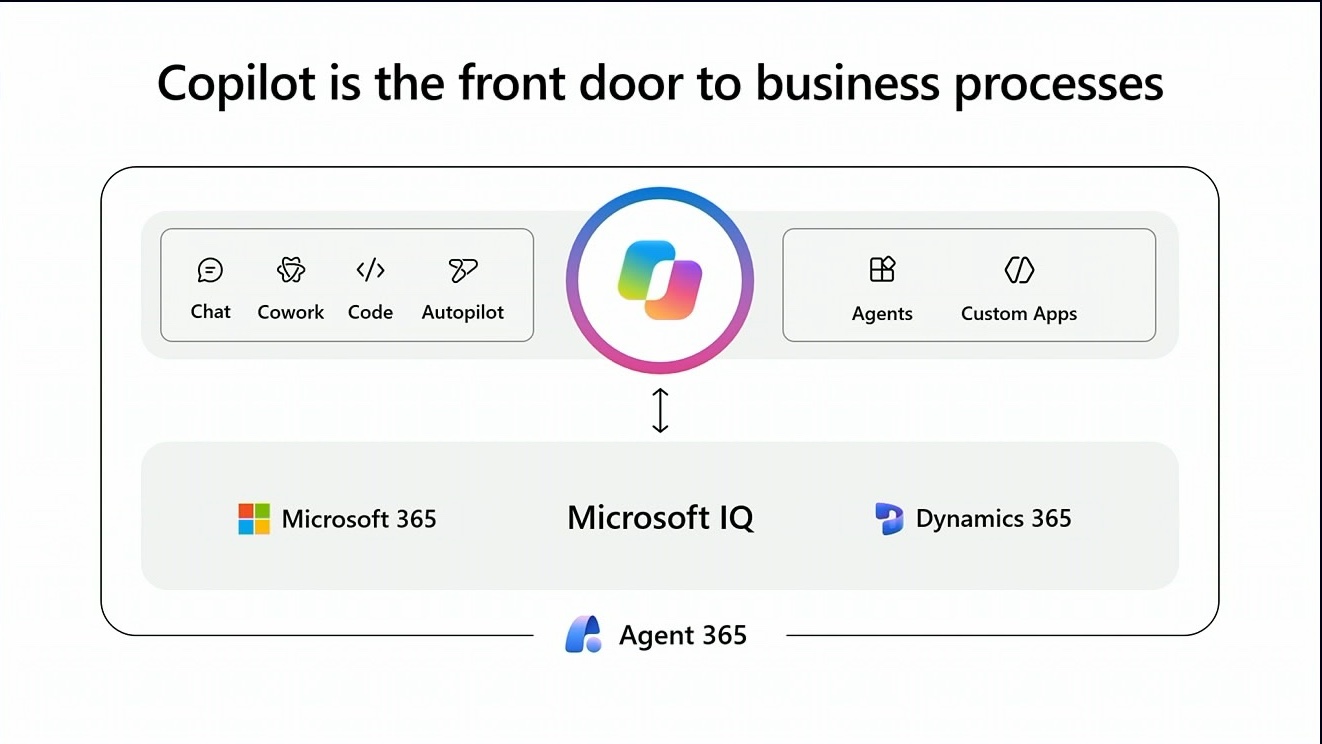 Copilot is the front door to business processes
Chat
Cowork
Code
Autopilot
Agents
Custom Apps
Microsoft 365
Microsoft IQ
Dynamics 365
Agent 365